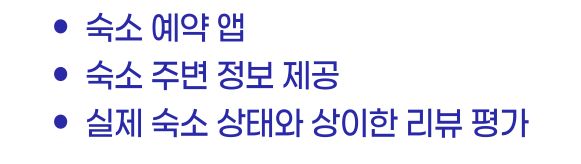 • 숙소 예약 앱
• 숙소 주변 정보 제공
• 실제 숙소 상태와 상이한 리뷰 평가